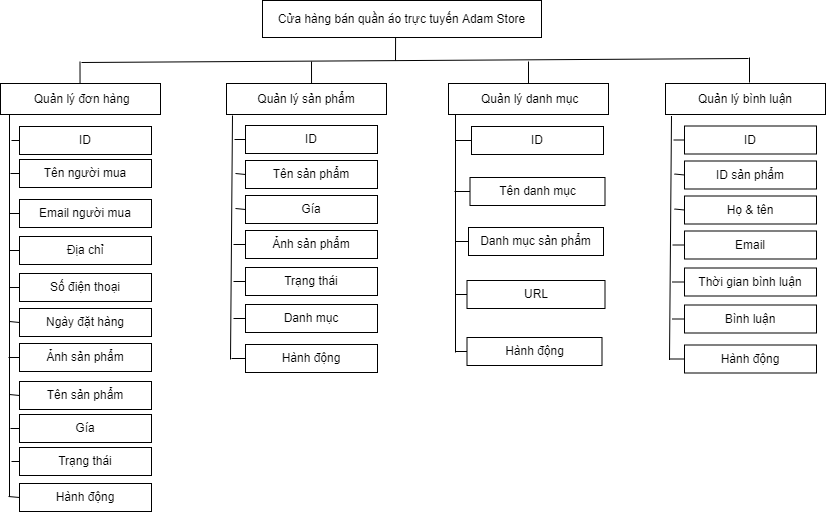 Cửa hàng bán quần áo trực tuyến Adam Store
Quản lý đơn hàng
ID
Tên người mua
Email người mua
Địa chỉ
Số điện thoại
Ngày đặt hàng
Ảnh sản phẩm
Tên sản phẩm
Gía
Trạng thái
Hành động
Quản lý sản phẩm
ID
Tên sản phẩm
Gía
Ảnh sản phẩm
Trạng thái
Danh mục
Hành động
Quản lý danh mục
ID
Tên danh mục
Danh mục sản phẩm
URL
Hành động
Quản lý bình luận
ID
ID sản phẩm
Họ & tên
Email
Thời gian bình luận
Bình luận
Hành động